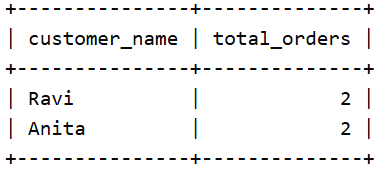 +---------------+--------------+
| customer_name | total_orders |
+---------------+--------------+
| Ravi          |            2 |
| Anita         |            2 |
+---------------+--------------+